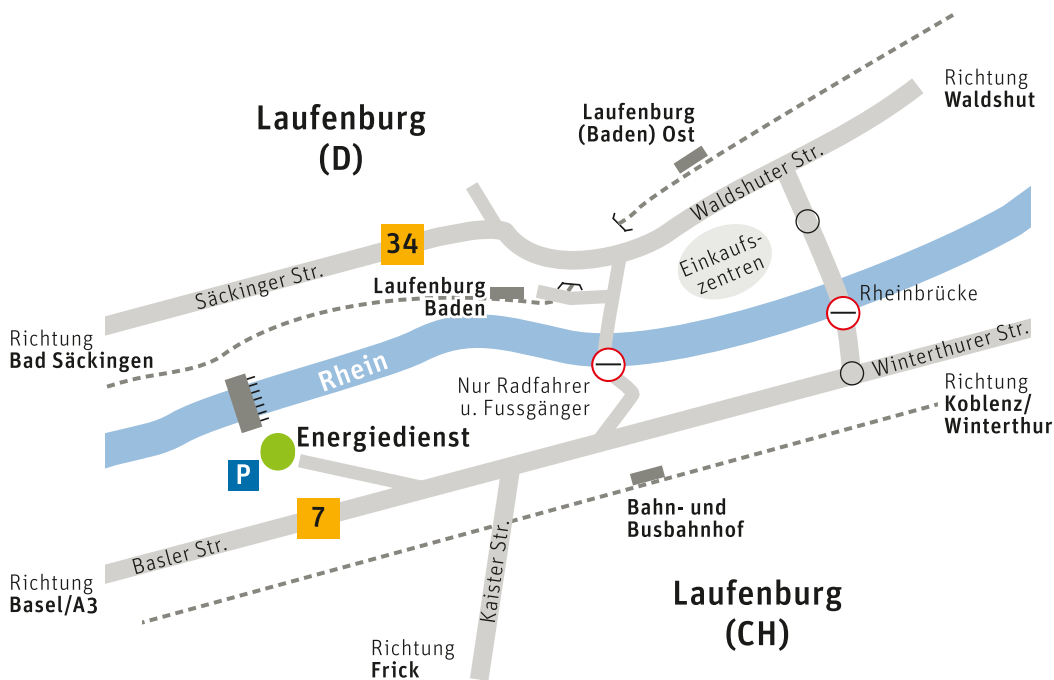 Richtung
Waldshut
Laufenburg
(D)
Laufenburg
(Baden) Ost
Waldshuter Str.
34
Einkaufs-
zentren
Säckinger Str.
Laufenburg
Baden
Rheinbrücke
Richtung
Bad Säckingen
Rhein
Winterthurer Str.
Nur Radfahrer
u. Fussgänger
Richtung
Koblenz/
Winterthur
Energiedienst
P
7
Bahn- und
Busbahnhof
Basler Str.
Kaister Str.
Richtung
Basel/A3
Laufenburg
(CH)
Richtung
Frick